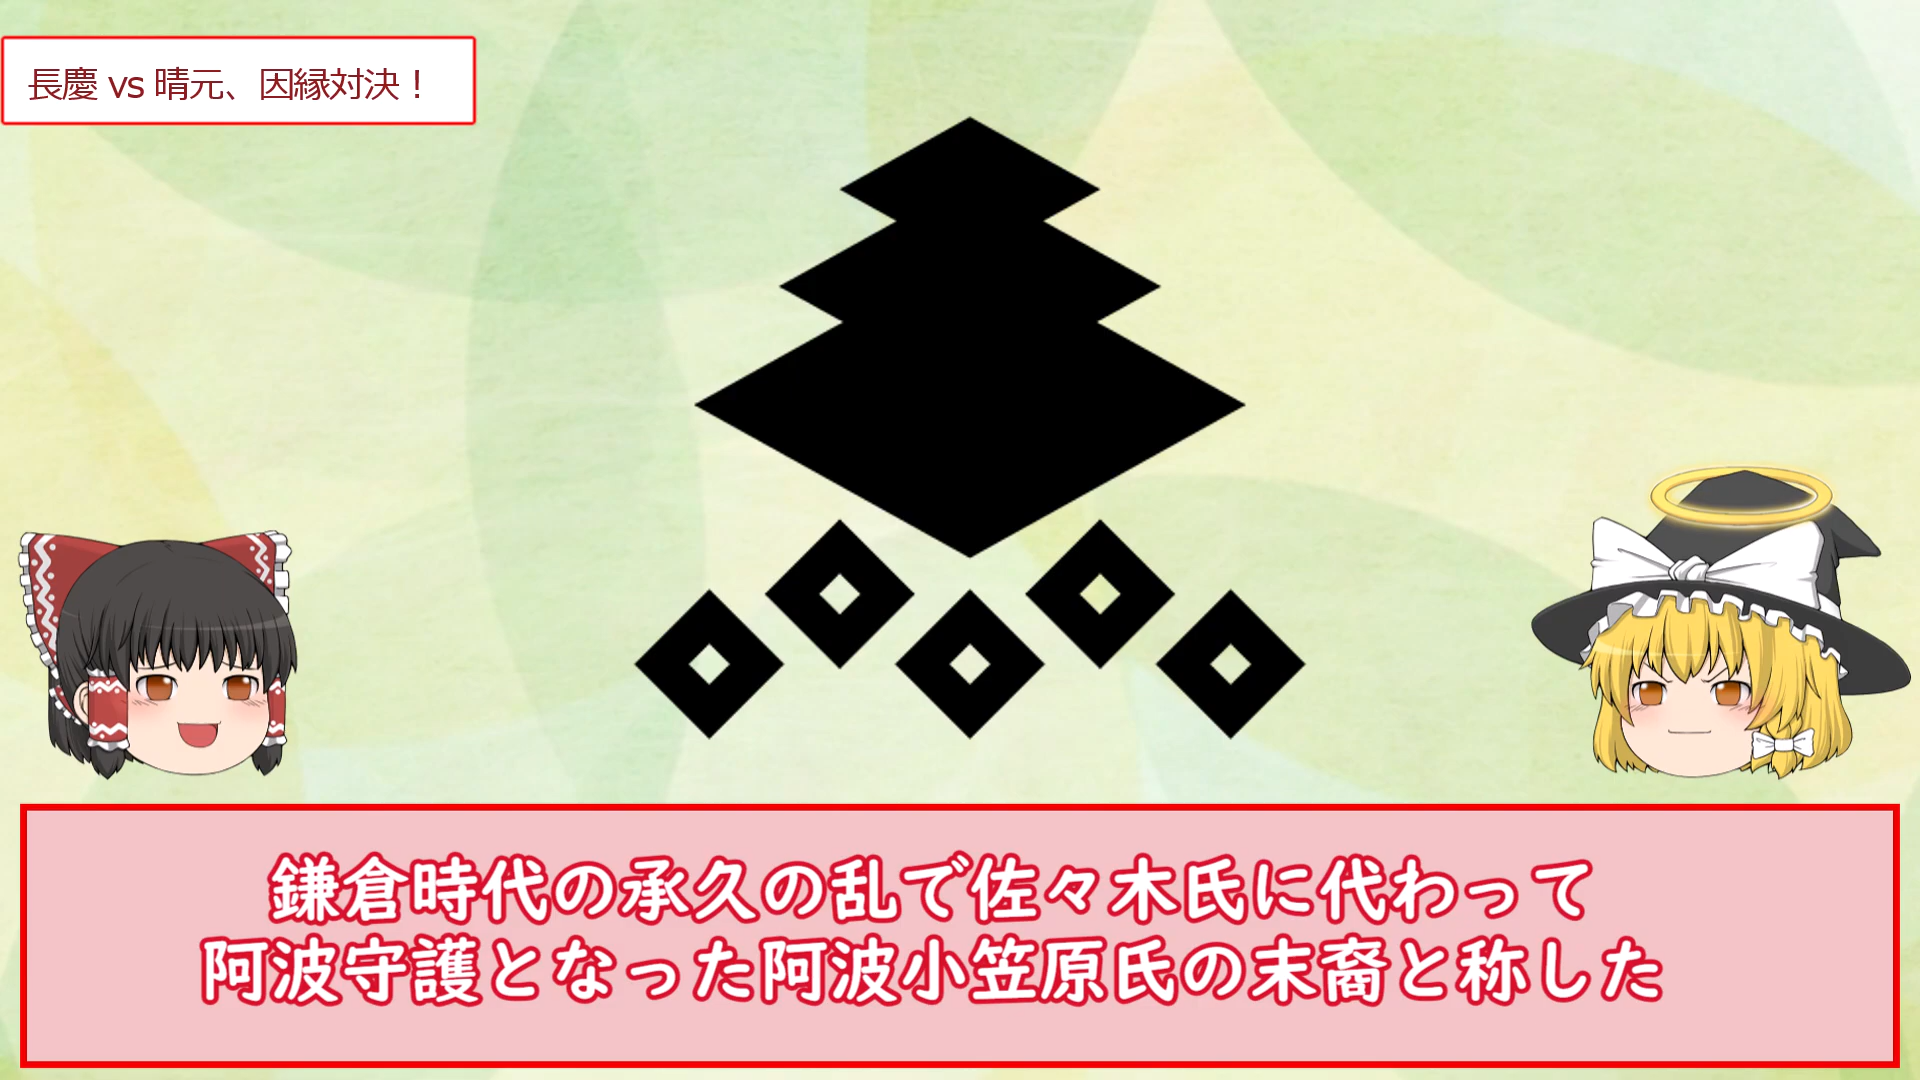 長慶 vs 晴元、因縁対決！
鎌倉時代の承久の乱で佐々木氏に代わって
阿波守護となった阿波小笠原氏の末裔と称した